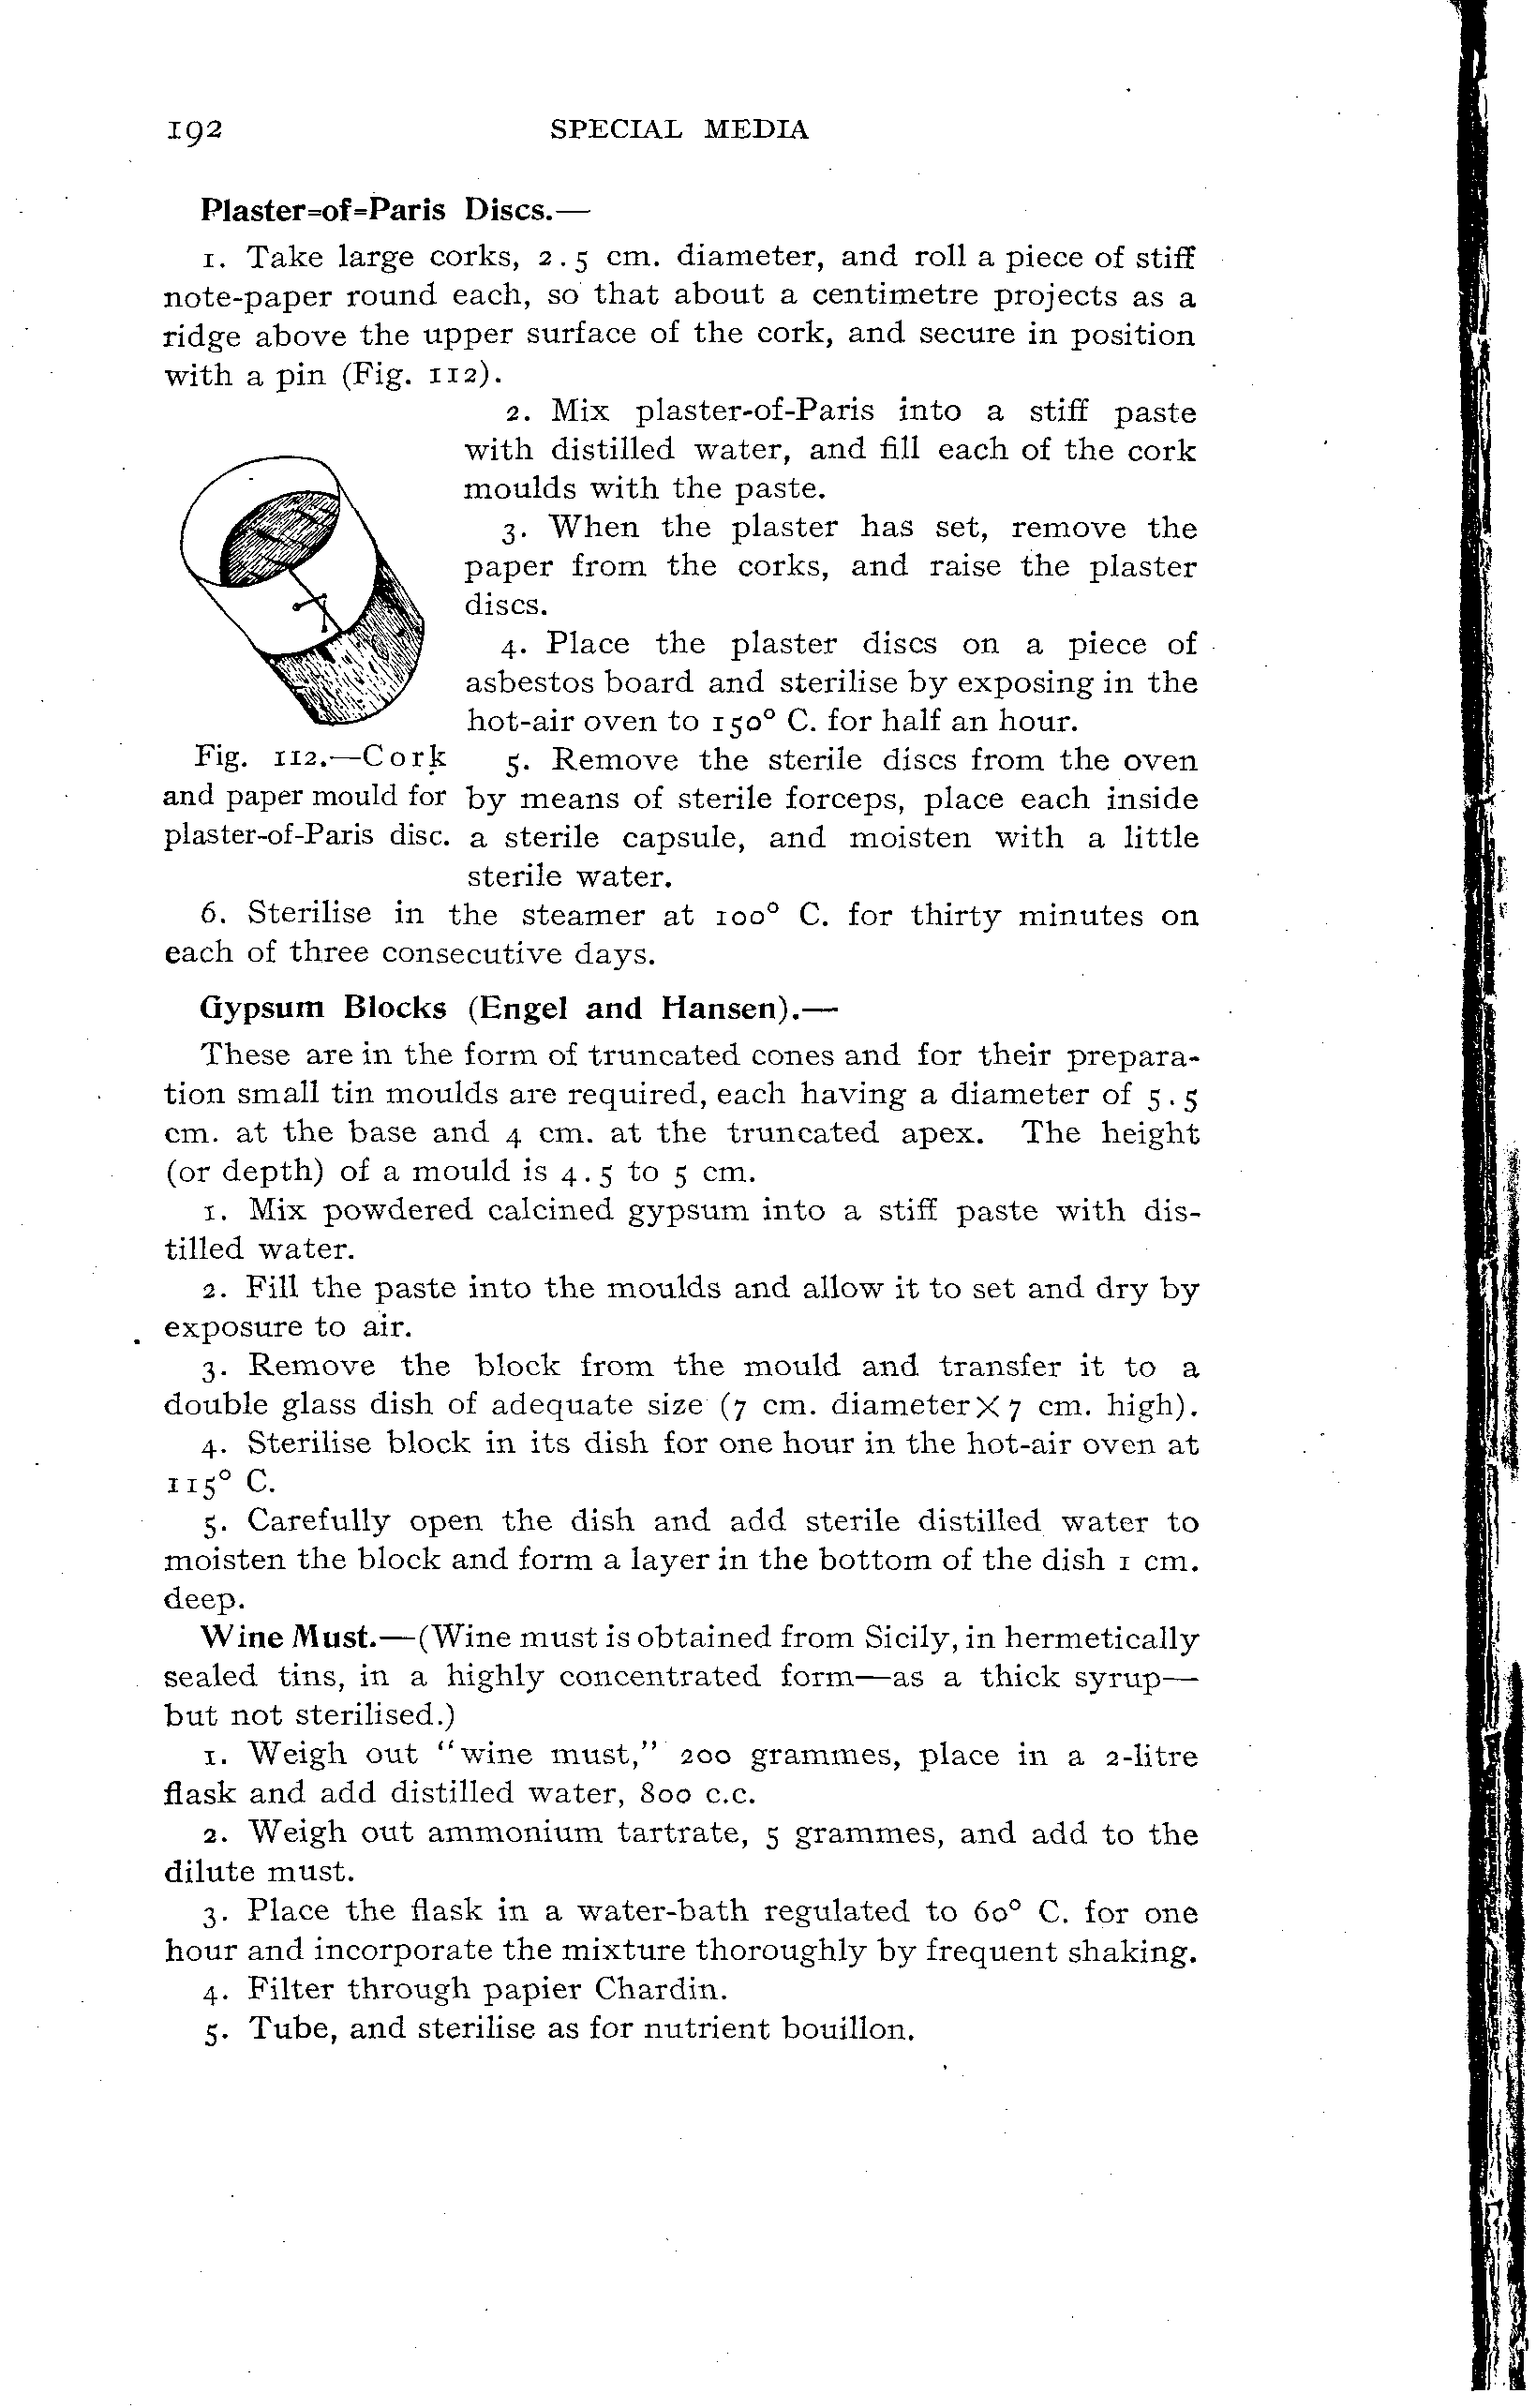 192 SPECIAL MEDIA
Plaster=of=Paris Discs.—
1. Take large corks, 2.5 cm. diameter, and roll a piece of stiff
note-paper round each, so that about a centimetre projects as a
ridge above the upper surface of the cork, and secure in position
with a pin (Fig. 112).
2. Mix plaster-of-Paris into a stiff paste
with distilled water, and fill each of the cork
moulds with the paste.
3. When the plaster has set, remove the
paper from the corks, and raise the plaster
discs.
4. Place the plaster discs on a piece of
asbestos board and sterilise by exposing in the
hot-air oven to 150° C. for half an hour.
5. Remove the sterile discs from the oven
by means of sterile forceps, place each inside
a sterile capsule, and moisten with a little
sterile water.
Fig. 112.—Cork
and paper mould for
plaster-of-Paris disc.
6. Sterilise in the steamer at 100° C. for thirty minutes on
each of three consecutive days.
Gypsum Blocks (Engel and Hansen).—
These are in the form of truncated cones and for their prepara-
tion small tin moulds are required, each having a diameter of 5.5
cm. at the base and 4 cm. at the truncated apex. The height
(or depth) of a mould is 4.5 to 5 cm.
1. Mix powdered calcined gypsum into a stiff paste with dis-
tilled water.
2. Fill the paste into the moulds and allow it to set and dry by
exposure to air.
3. Remove the block from the mould and transfer it to a
double glass dish of adequate size (7 cm. diameter×7 cm. high).
4. Sterilise block in its dish for one hour in the hot-air oven at
115° C.
5. Carefully open the dish and add sterile distilled water to
moisten the block and form a layer in the bottom of the dish 1 cm.
deep.
Wine Must.—(Wine must is obtained from Sicily, in hermetically
sealed tins, in a highly concentrated form—as a thick syrup—
but not sterilised.)
1. Weigh out "wine must," 200 grammes, place in a 2-litre
flask and add distilled water, 800 c.c.
2. Weigh out ammonium tartrate, 5 grammes, and add to the
dilute must.
3. Place the flask in a water-bath regulated to 60° C. for one
hour and incorporate the mixture thoroughly by frequent shaking.
4. Filter through papier Chardin.
5. Tube, and sterilise as for nutrient bouillon.